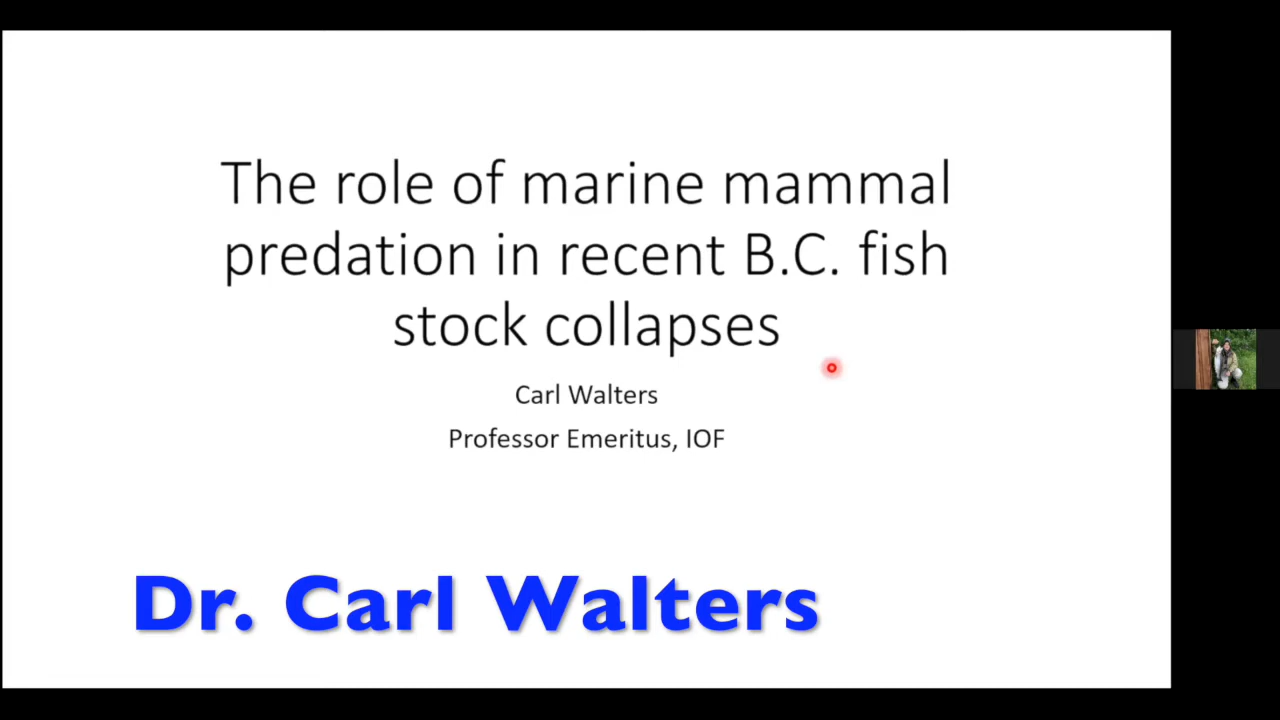 The role of marine mammal
predation in recent B.C. fish
stock collapses
Carl Walters
Professor Emeritus, IOF
Dr. Carl Walters